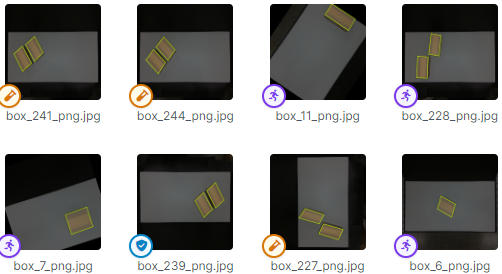 box_241_png.jpg
box_244_png.jpg
box_11_png.jpg
box_228_png.jpg
box_7_png.jpg
box_239_png.jpg
box_227_png.jpg
box_6_png.jpg